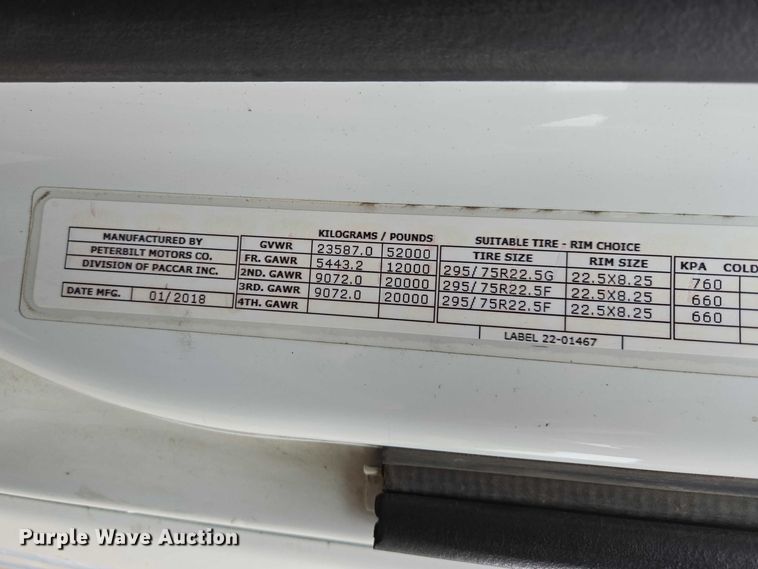 KILOGRAMS / POUNDS SUITABLE TIRE - RIM CHOICE
MANUFACTURED BY
PETERBILT MOTORS CO.
DIVISION OF PACCAR INC.
DATE MFG. 01/2018
TIRE SIZE RIM SIZE KPA COLD
GVWR 23587.0 52000
FR. GAWR 5443.2 12000 295/75R22.5G 22.5X8.25 760
2ND. GAWR 9072.0 20000 295/75R22.5F 22.5X8.25 660
3RD. GAWR 9072.0 20000 295/75R22.5F 22.5X8.25 660
4TH. GAWR
LABEL 22-01467
Purple Wave Auction